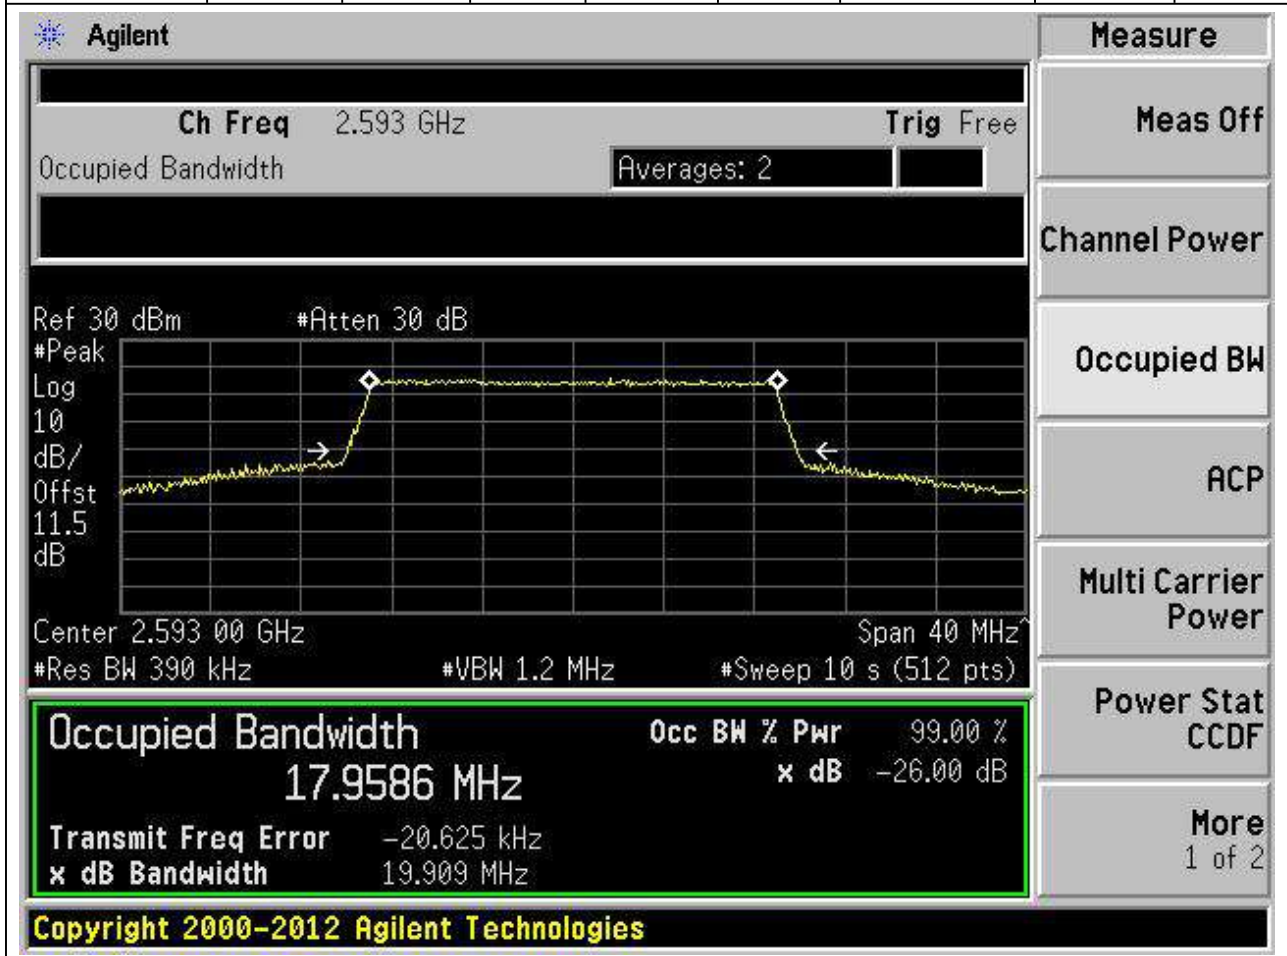 Agilent
Measure
Ch Freq 2.593 GHz Trig Free
Occupied Bandwidth Averages: 2
Meas Off
Channel Power
Occupied BW
ACP
Multi Carrier
Power
Power Stat
CCDF
More
1 of 2
Ref 30 dBm #Atten 30 dB
#Peak
Log
10
dB/
Offst
11.5
dB
Center 2.593 00 GHz Span 40 MHz^
#Res BW 390 kHz #VBW 1.2 MHz #Sweep 10 s (512 pts)
Occupied Bandwidth Occ BW % Pwr 99.00 %
17.9586 MHz x dB -26.00 dB
Transmit Freq Error -20.625 kHz
x dB Bandwidth 19.909 MHz
Copyright 2000-2012 Agilent Technologies